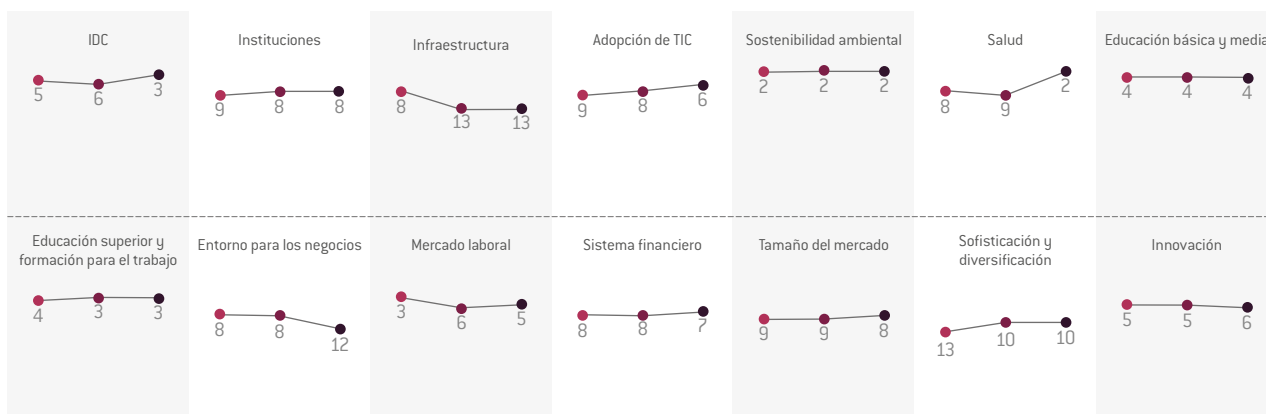 IDC
5 6 3
Instituciones
9 8 8
Infraestructura
8 13 13
Adopción de TIC
9 8 6
Sostenibilidad ambiental
2 2 2
Salud
8 9 2
Educación básica y media
4 4 4
Educación superior y
formación para el trabajo
4 3 3
Entorno para los negocios
8 8 12
Mercado laboral
3 6 5
Sistema financiero
8 8 7
Tamaño del mercado
9 9 8
Sofisticación y
diversificación
13 10 10
Innovación
5 5 6